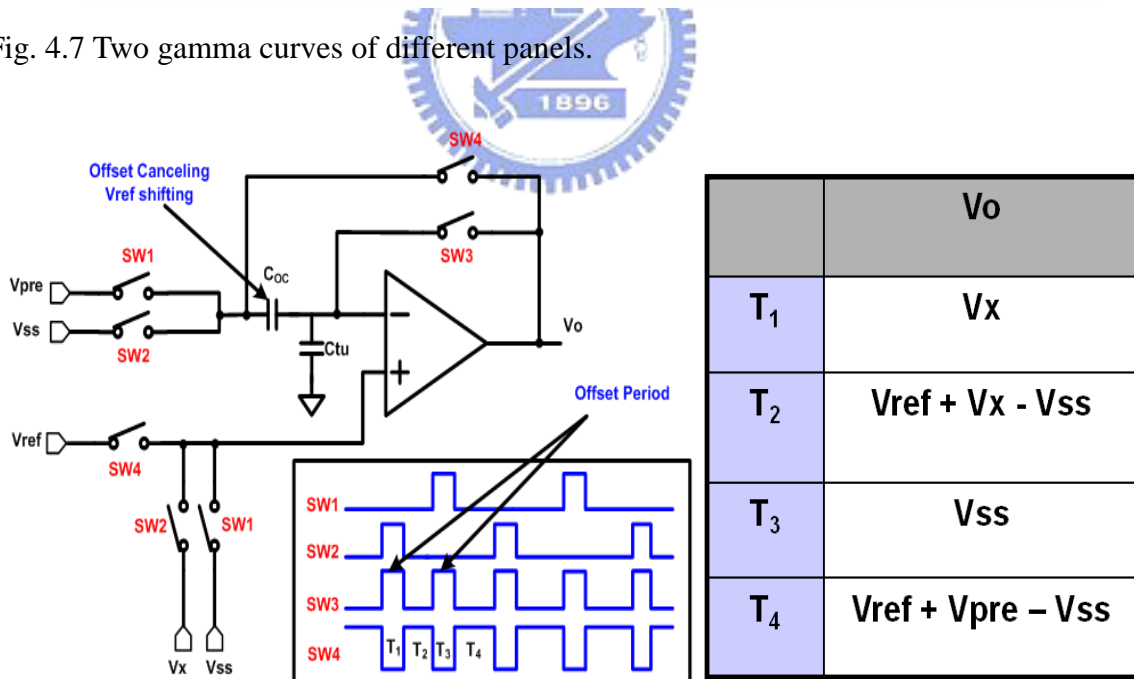 Fig. 4.7 Two gamma curves of different panels.
1896
SW4
Offset Canceling
Vref shifting
SW3
SW1
C_OC
Vpre
Vss
SW2
−
+
Ctu
Vo
Offset Period
Vref
SW4
SW2
SW1
Vx
Vss
SW1
SW2
SW3
SW4
T₁ T₂ T₃ T₄
Vo
T₁ Vx
T₂ Vref + Vx - Vss
T₃ Vss
T₄ Vref + Vpre – Vss